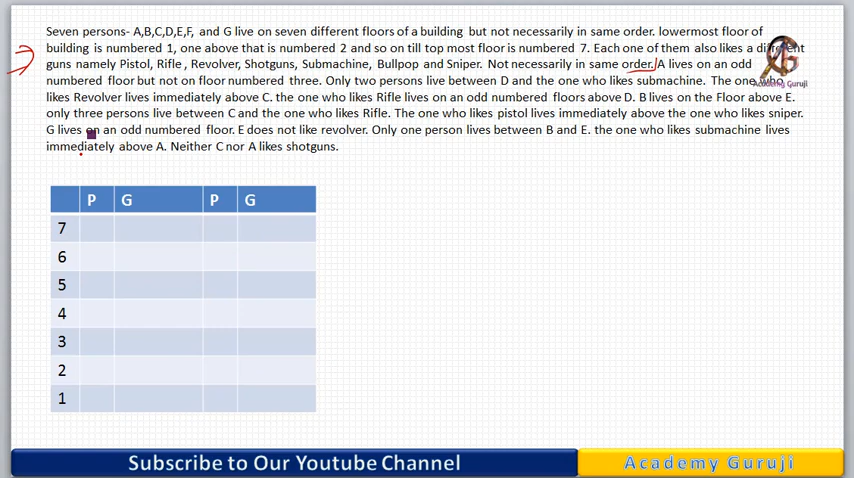 Seven persons- A,B,C,D,E,F, and G live on seven different floors of a building but not necessarily in same order. lowermost floor of
building is numbered 1, one above that is numbered 2 and so on till top most floor is numbered 7. Each one of them also likes a different
guns namely Pistol, Rifle , Revolver, Shotguns, Submachine, Bullpop and Sniper. Not necessarily in same order. A lives on an odd
numbered floor but not on floor numbered three. Only two persons live between D and the one who likes submachine. The one who
likes Revolver lives immediately above C. the one who likes Rifle lives on an odd numbered floors above D. B lives on the Floor above E.
only three persons live between C and the one who likes Rifle. The one who likes pistol lives immediately above the one who likes sniper.
G lives on an odd numbered floor. E does not like revolver. Only one person lives between B and E. the one who likes submachine lives
immediately above A. Neither C nor A likes shotguns.
Academy Guruji
P G P G
7
6
5
4
3
2
1
Subscribe to Our Youtube Channel
Academy Guruji